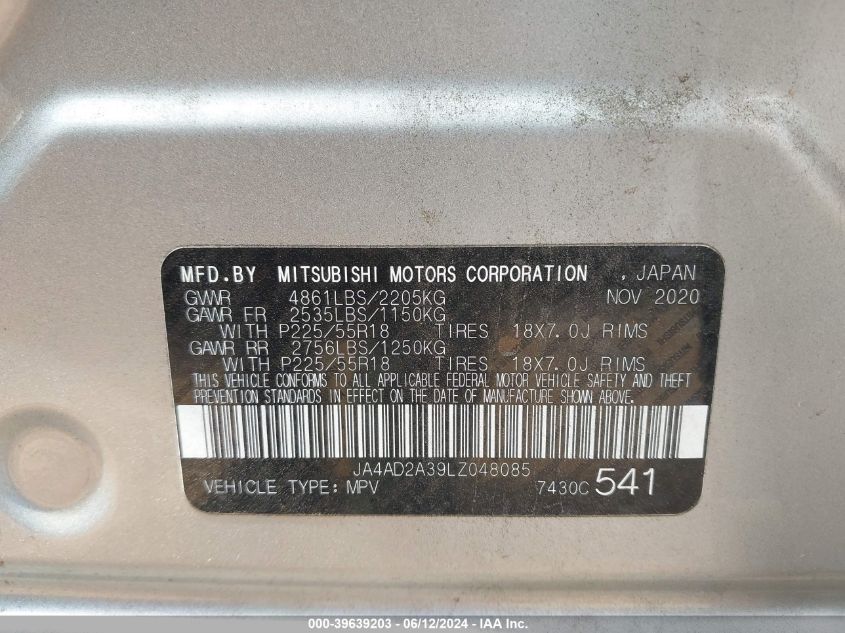 MFD.BY MITSUBISHI MOTORS CORPORATION , JAPAN
GVWR 4861LBS/2205KG NOV 2020
GAWR FR 2535LBS/1150KG
WITH P225/55R18 TIRES 18X7.0J RIMS
GAWR RR 2756LBS/1250KG
WITH P225/55R18 TIRES 18X7.0J RIMS
THIS VEHICLE CONFORMS TO ALL APPLICABLE FEDERAL MOTOR VEHICLE SAFETY AND THEFT
PREVENTION STANDARDS IN EFFECT ON THE DATE OF MANUFACTURE SHOWN ABOVE.
JA4AD2A39LZ048085
VEHICLE TYPE: MPV 7430C 541
000-39639203 - 06/12/2024 - IAA, Inc.